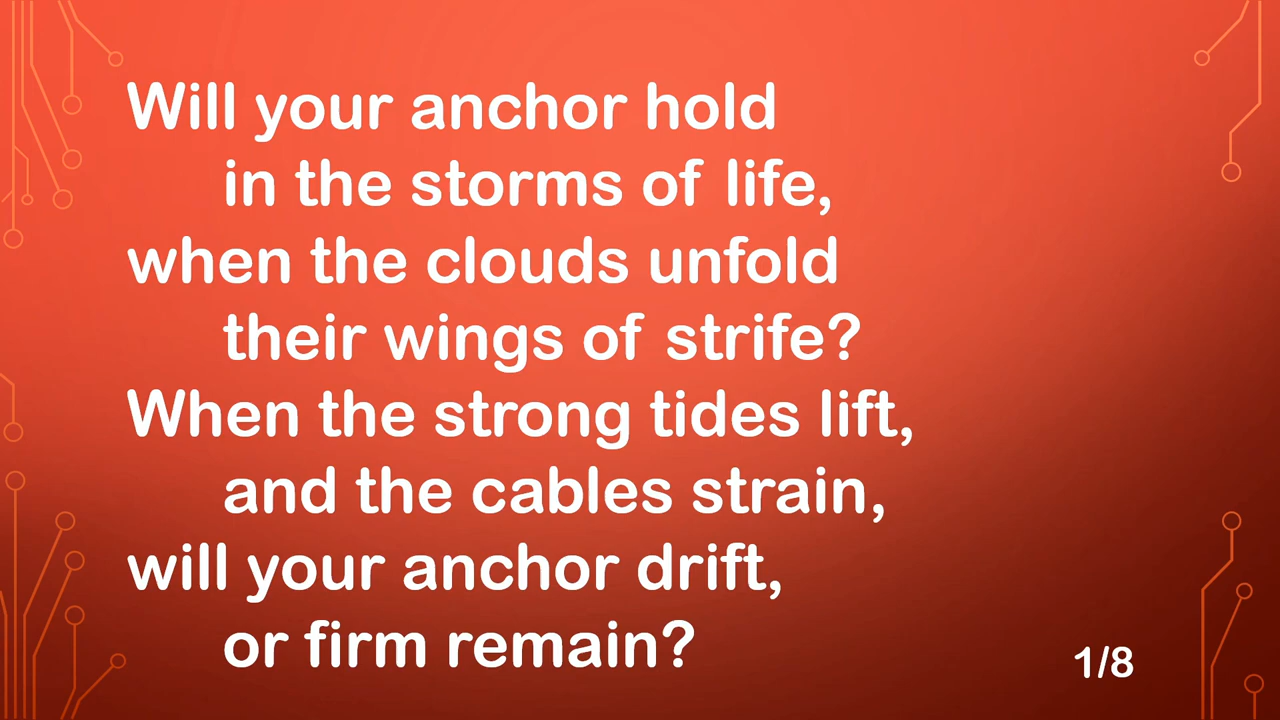 Will your anchor hold
in the storms of life,
when the clouds unfold
their wings of strife?
When the strong tides lift,
and the cables strain,
will your anchor drift,
or firm remain?
1/8